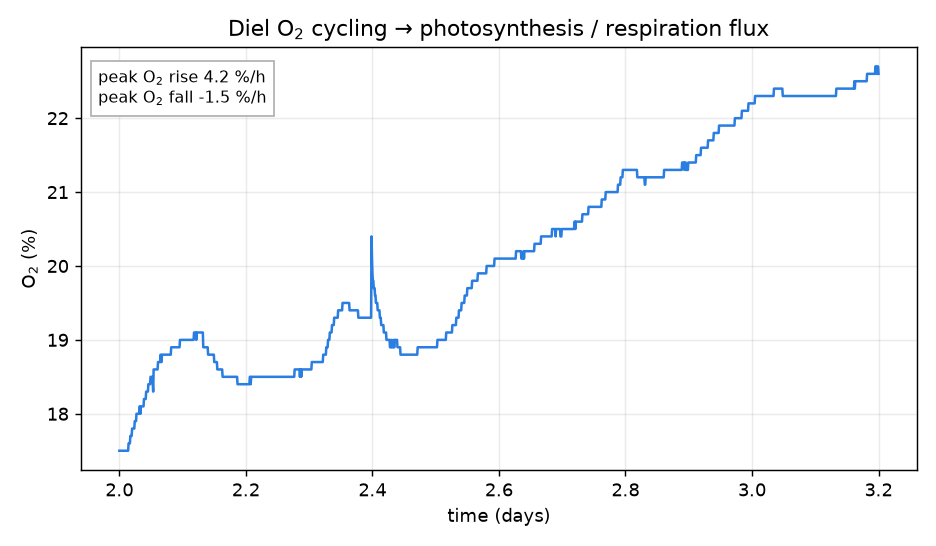 Diel O₂ cycling → photosynthesis / respiration flux
peak O₂ rise 4.2 %/h
peak O₂ fall -1.5 %/h
O₂ (%)
22
21
20
19
18
2.0 2.2 2.4 2.6 2.8 3.0 3.2
time (days)